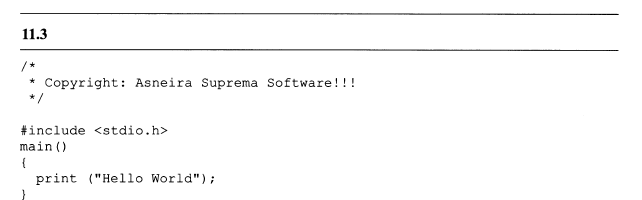 11.3
/*
 * Copyright: Asneira Suprema Software!!!
 */
#include <stdio.h>
main()
{
  print ("Hello World");
}